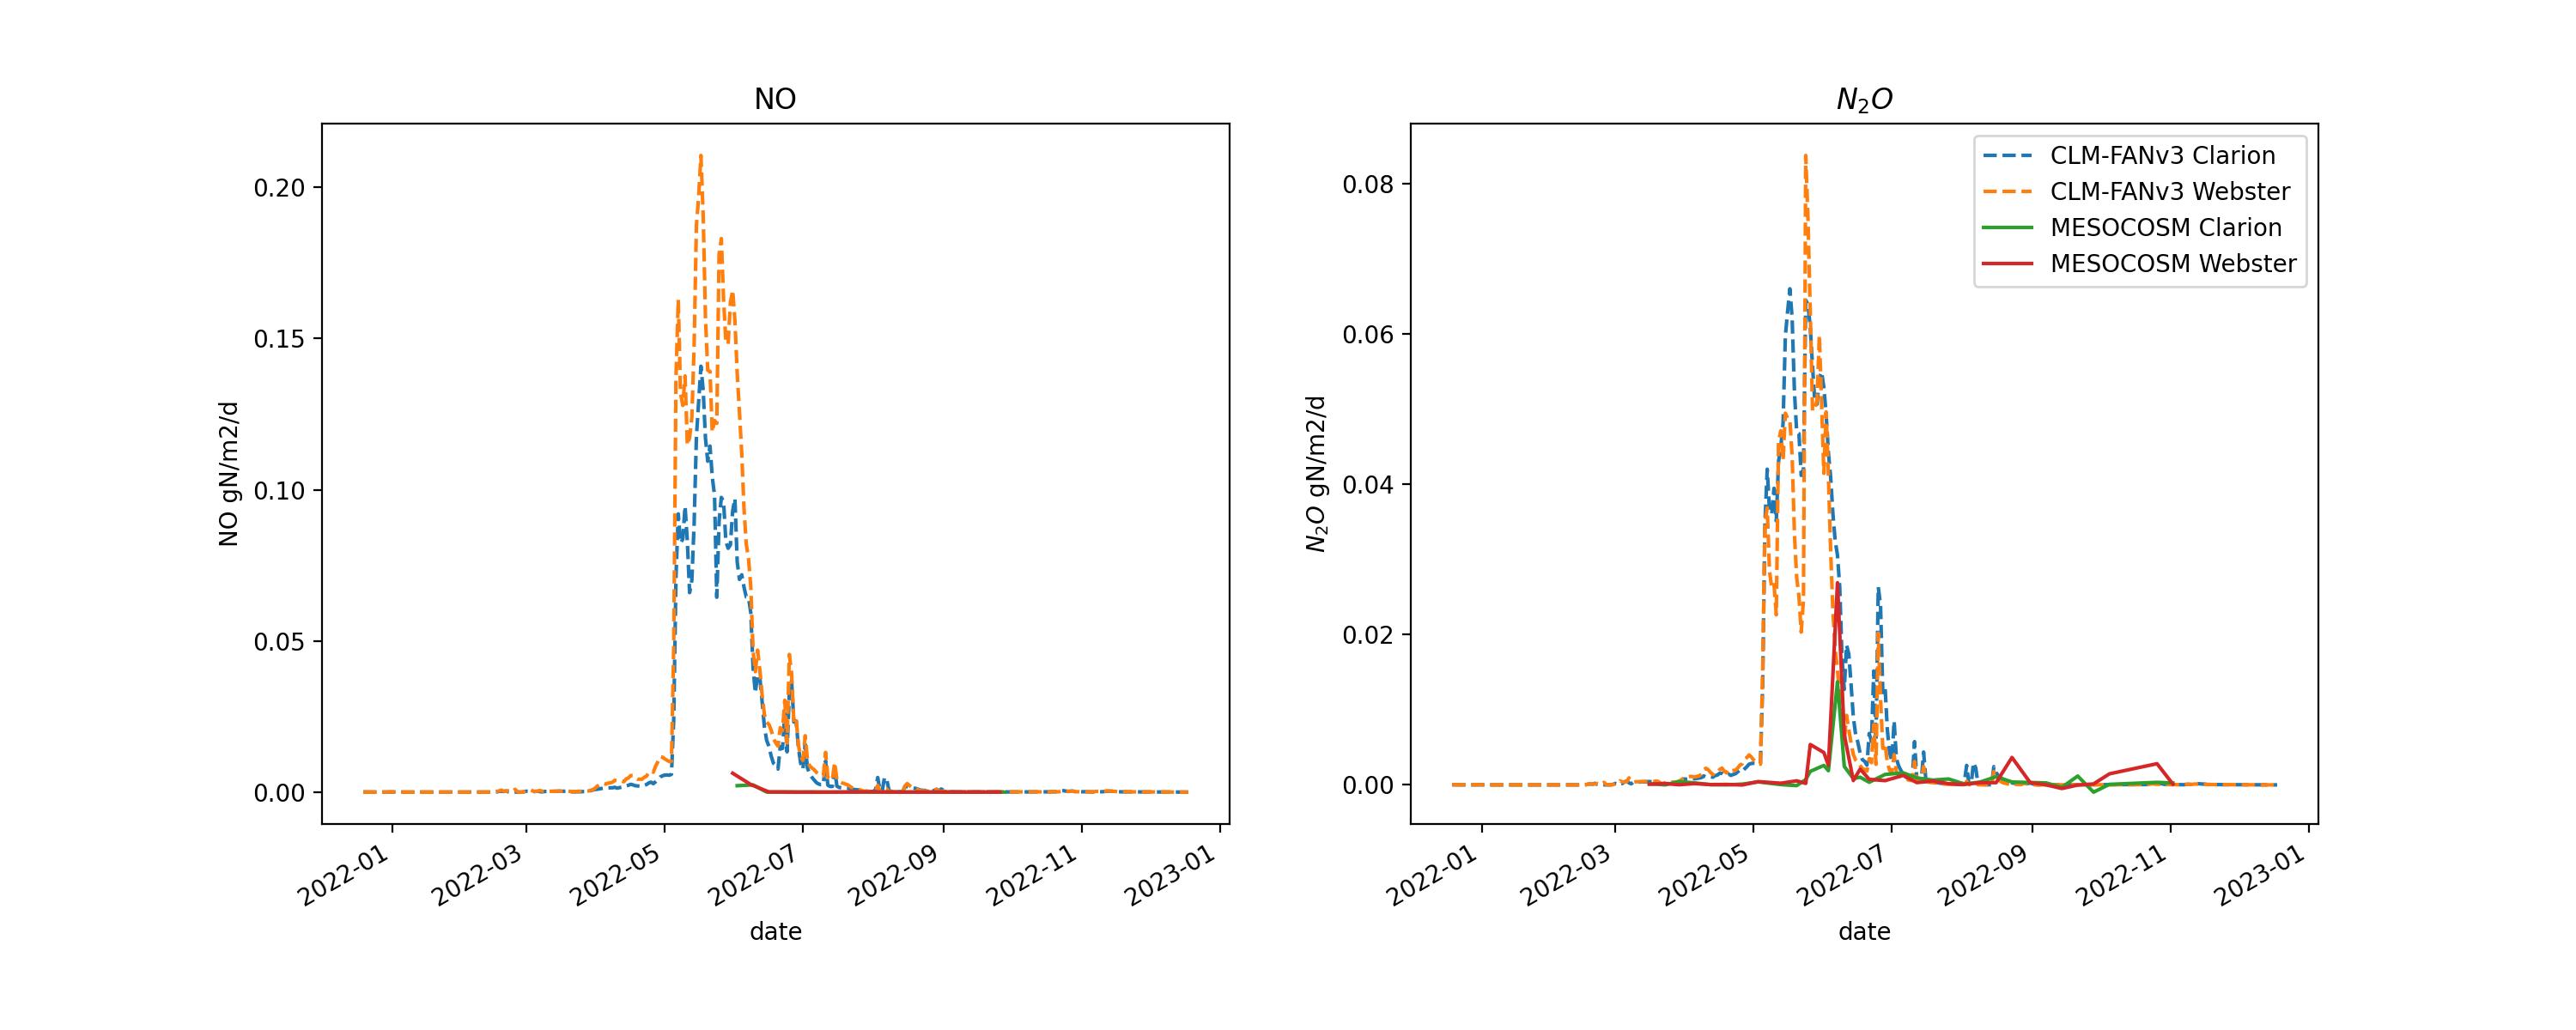 NO
NO gN/m2/d
0.20
0.15
0.10
0.05
0.00
2022-01
2022-03
2022-05
2022-07
2022-09
2022-11
2023-01
date
N₂O
N₂O gN/m2/d
0.08
0.06
0.04
0.02
0.00
CLM-FANv3 Clarion
CLM-FANv3 Webster
MESOCOSM Clarion
MESOCOSM Webster
2022-01
2022-03
2022-05
2022-07
2022-09
2022-11
2023-01
date